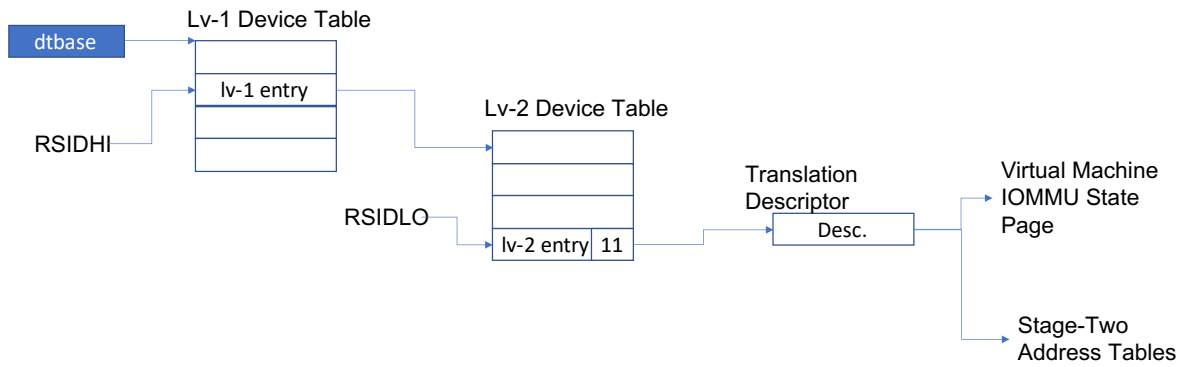 Lv-1 Device Table
dtbase
lv-1 entry
Lv-2 Device Table
RSIDHI
Translation
Descriptor
Virtual Machine
IOMMU State
Page
RSIDLO
Desc.
lv-2 entry 11
Stage-Two
Address Tables